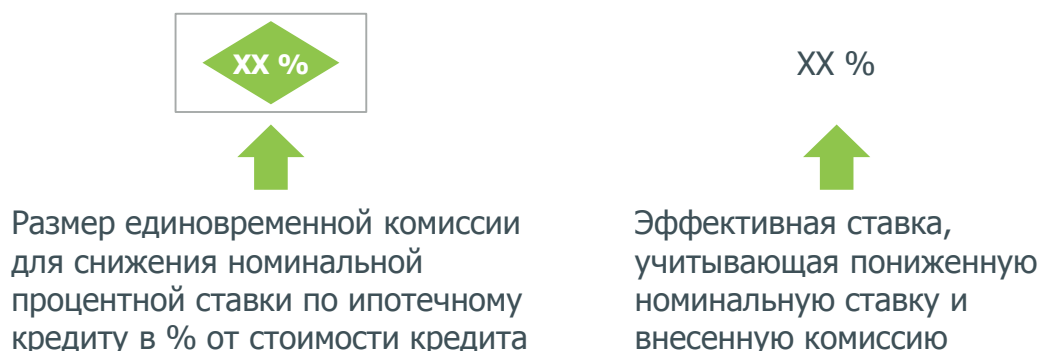 XX %
XX %
Размер единовременной комиссии
для снижения номинальной
процентной ставки по ипотечному
кредиту в % от стоимости кредита
Эффективная ставка,
учитывающая пониженную
номинальную ставку и
внесенную комиссию